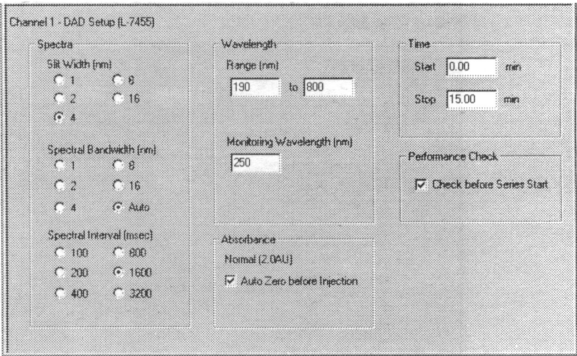 Channel 1 - DAD Setup (L-7455)
Spectra
Slit Width (nm)
1 8
2 16
4
Spectral Bandwidth (nm)
1 8
2 16
4 Auto
Spectral Interval (msec)
100 800
200 1600
400 3200
Wavelength
Range (nm)
190 to 800
Monitoring Wavelength (nm)
250
Absorbance
Normal (2.0AU)
Auto Zero before Injection
Time
Start 0.00 min
Stop 15.00 min
Performance Check
Check before Series Start